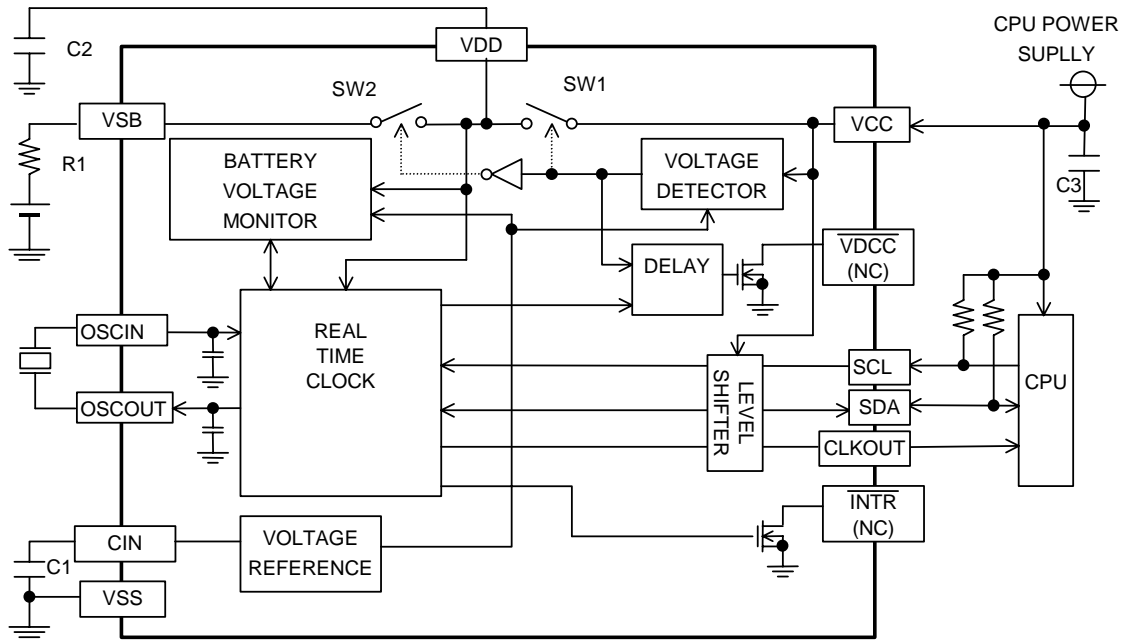 CPU POWER
SUPLLY
C2
VDD
SW2
SW1
VSB
VCC
R1
BATTERY
VOLTAGE
MONITOR
VOLTAGE
DETECTOR
C3
VDCC
(NC)
DELAY
OSCIN
REAL
TIME
CLOCK
OSCOUT
LEVEL
SHIFTER
SCL
SDA
CLKOUT
CPU
INTR
(NC)
CIN
VOLTAGE
REFERENCE
C1
VSS